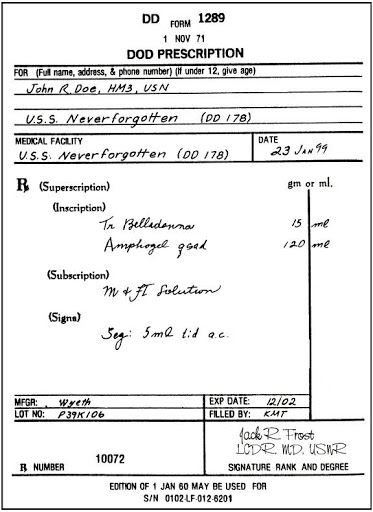 DD FORM 1289
1 NOV 71
DOD PRESCRIPTION
FOR (Full name, address, & phone number) (If under 12, give age)
John R. Doe, HM3, USN
U.S.S. Neverforgotten (DD 178)
MEDICAL FACILITY
U.S.S. Neverforgotten (DD 178)
DATE
23 JAN 99
℞ (Superscription) gm or ml.
(Inscription)
Tr Belladonna 15 ml
Amphogel qsad 120 ml
(Subscription)
M & Ft Solution
(Signa)
Sig: 5ml tid a.c.
MFGR: Wyeth EXP DATE: 12/02
LOT NO: P39K106 FILLED BY: KMT
Jack R. Frost
LCDR. MD. USNR
℞ NUMBER 10072 SIGNATURE RANK AND DEGREE
EDITION OF 1 JAN 60 MAY BE USED FOR
S/N 0102-LF-012-6201